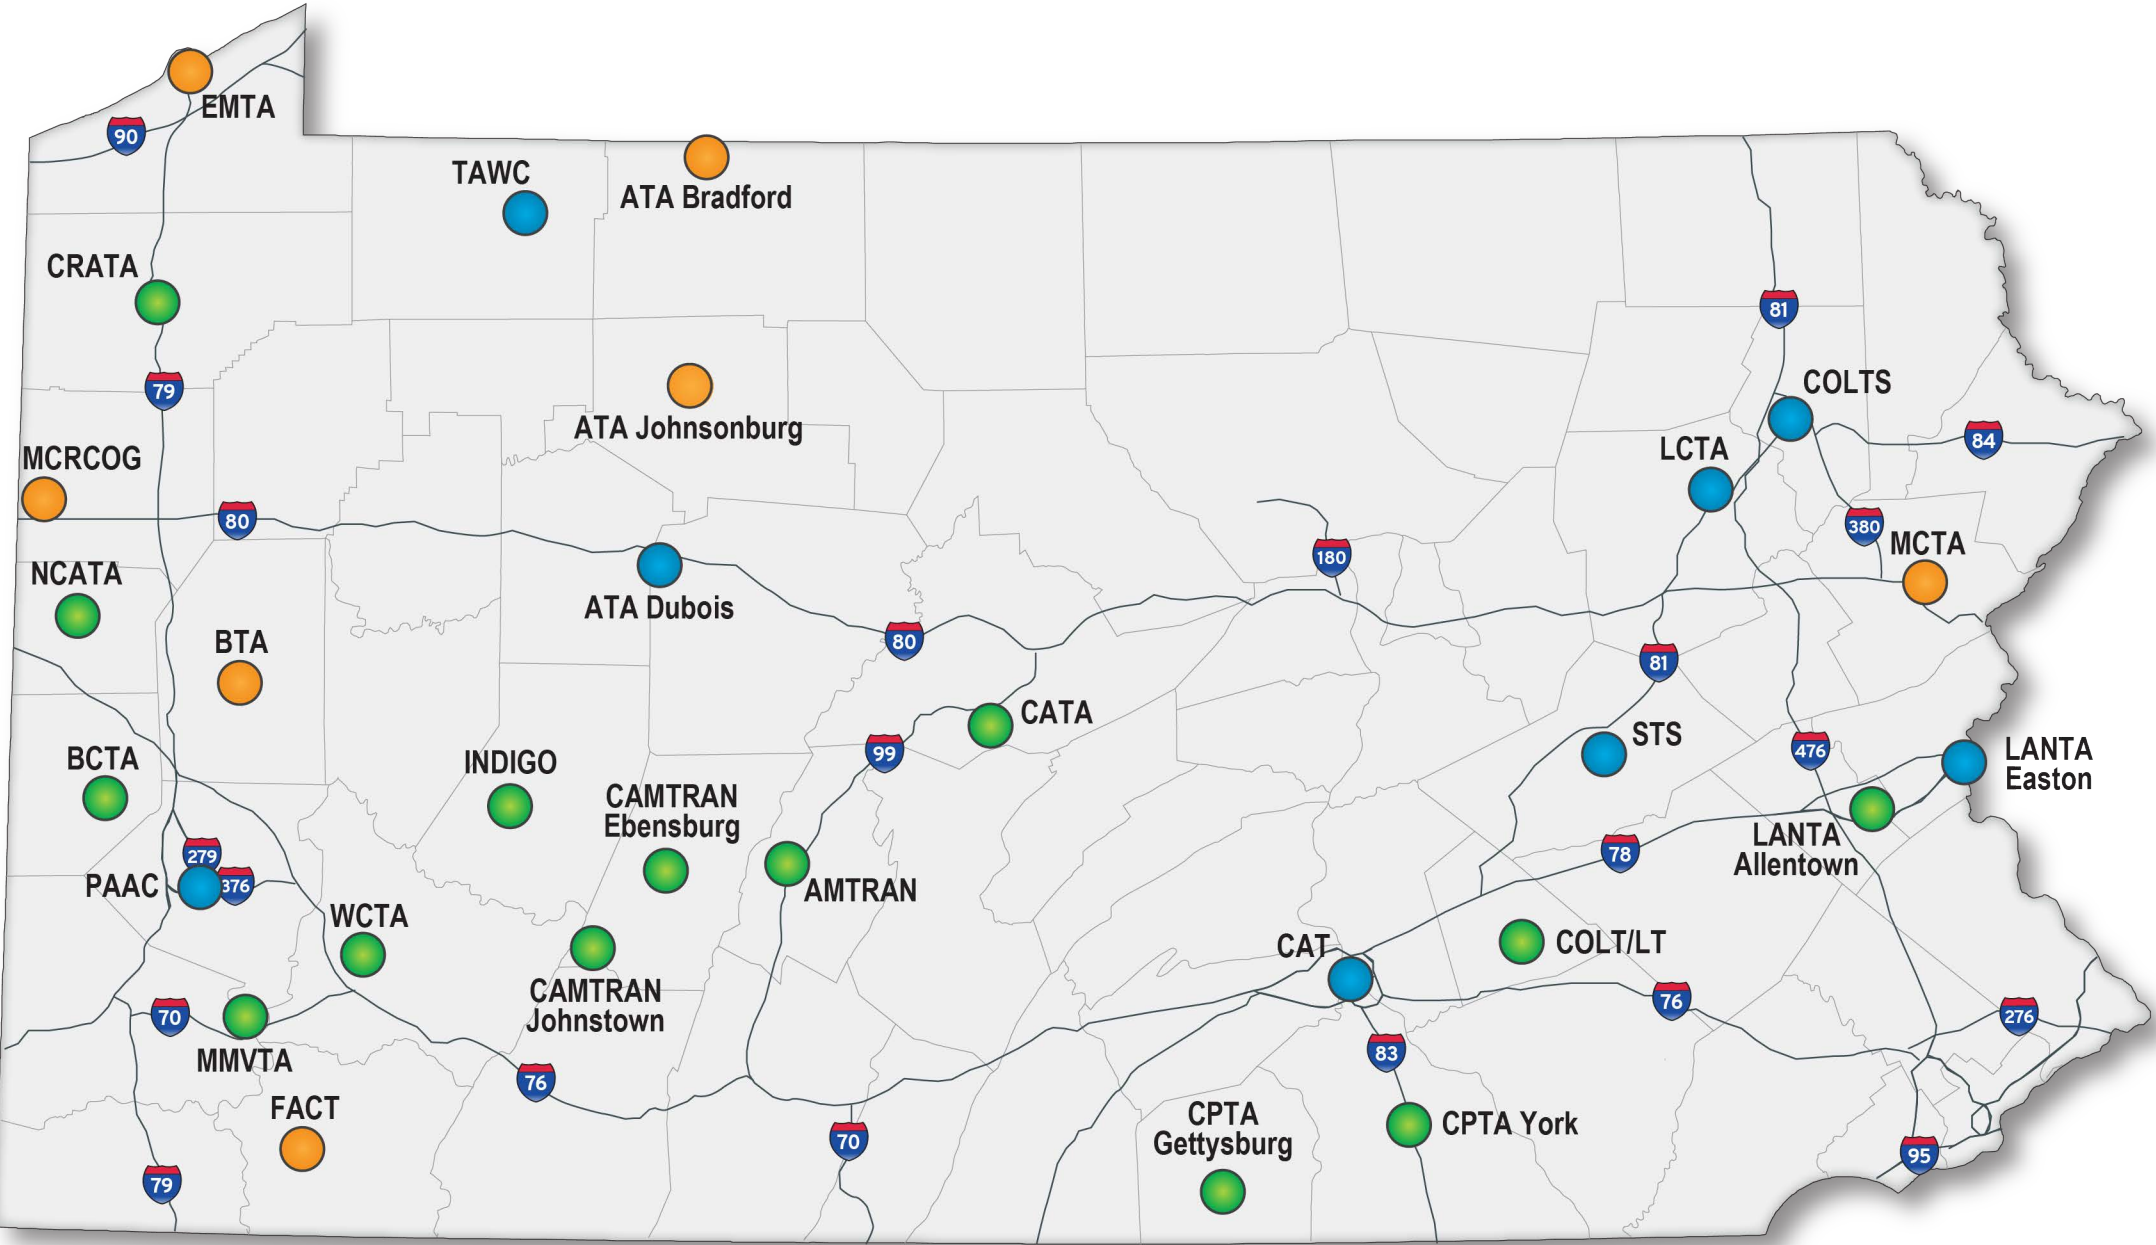 EMTA
90
TAWC
ATA Bradford
CRATA
81
79
COLTS
ATA Johnsonburg
84
LCTA
MCRCOG
80
380
MCTA
180
NCATA
ATA Dubois
BTA
80
81
CATA
STS
99
476
LANTA
Easton
BCTA
INDIGO
CAMTRAN
Ebensburg
LANTA
Allentown
78
279
376
PAAC
AMTRAN
WCTA
CAT
COLT/LT
CAMTRAN
Johnstown
76
70
276
MMVTA
83
76
FACT
CPTA
Gettysburg
CPTA York
70
95
79